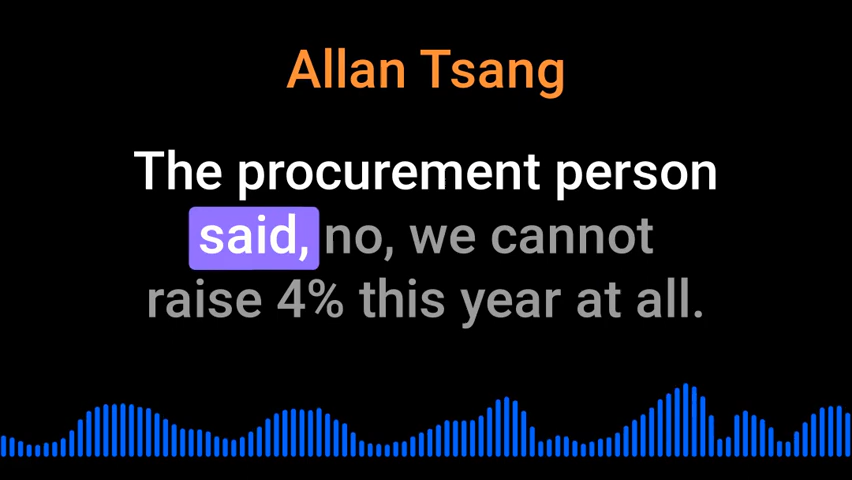 Allan Tsang
The procurement person
said, no, we cannot
raise 4% this year at all.